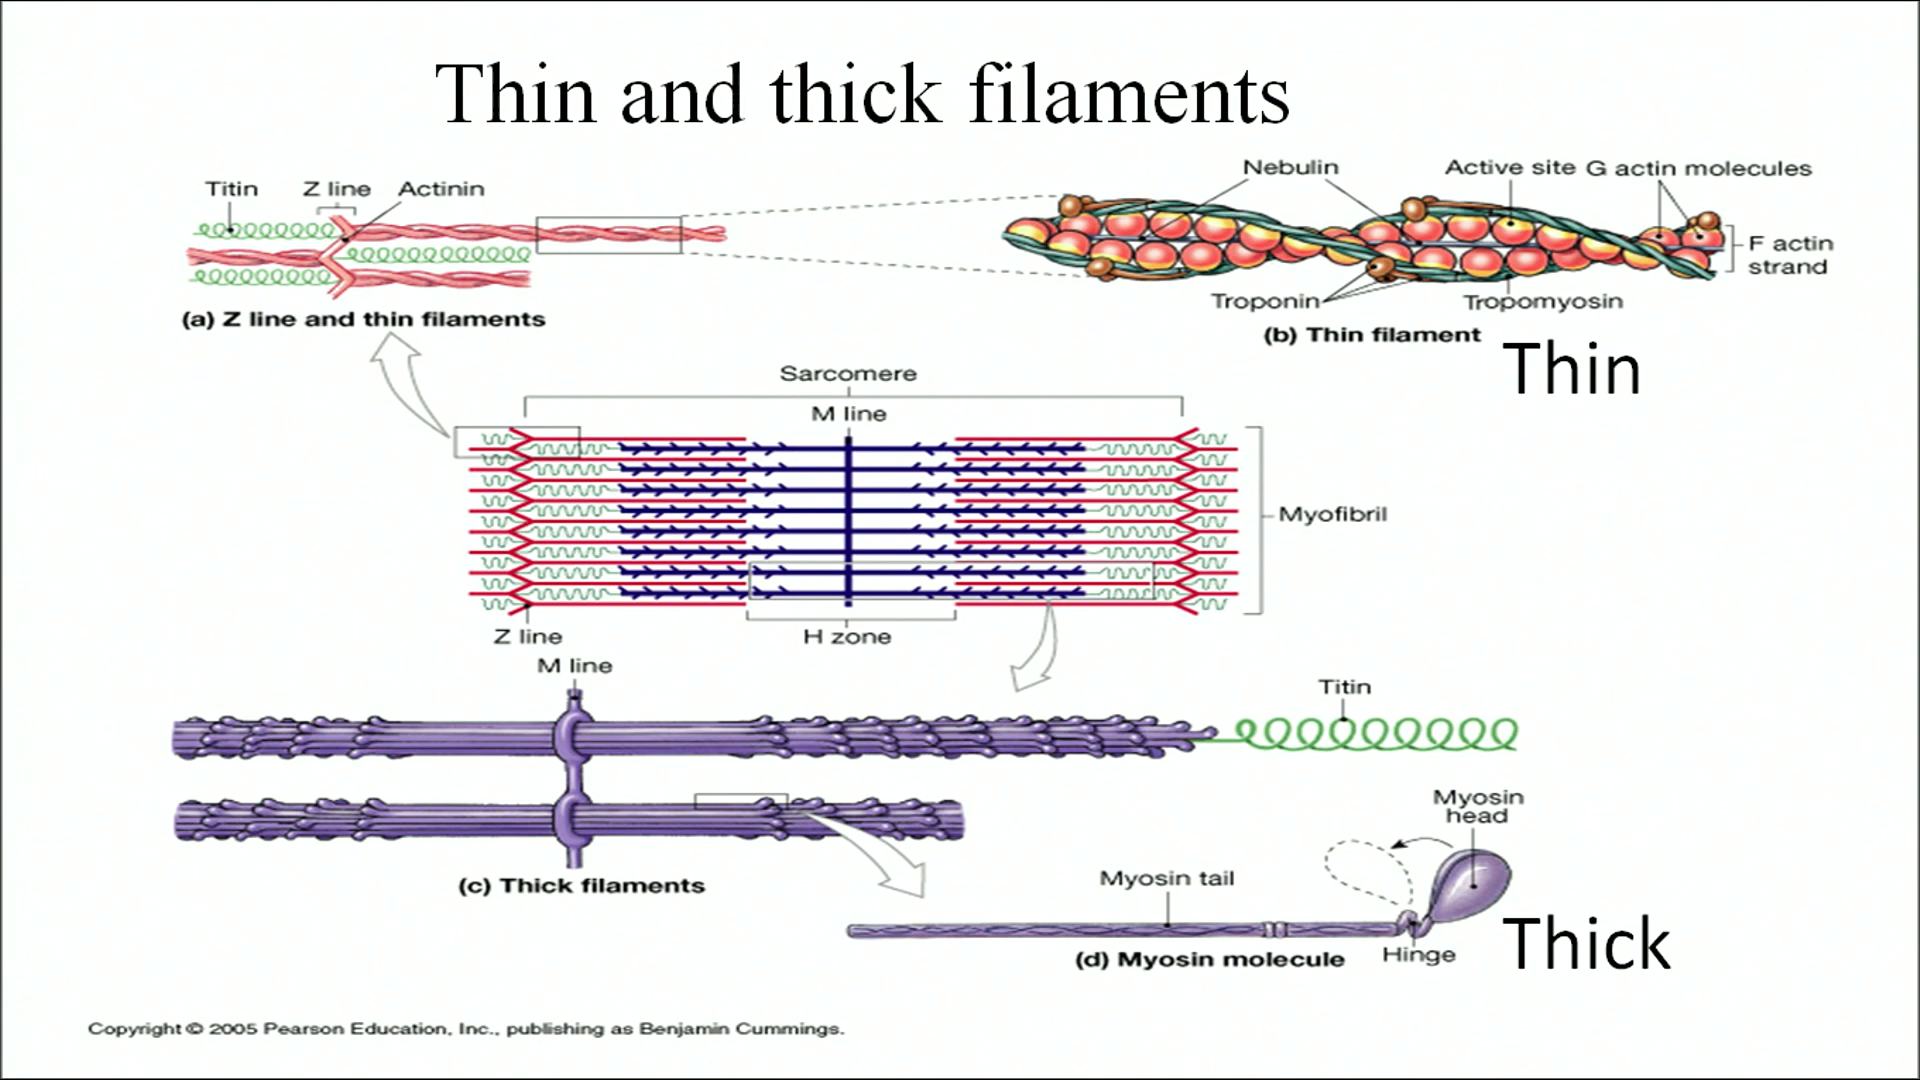 Thin and thick filaments
Titin
Z line
Actinin
(a) Z line and thin filaments
Nebulin
Active site
G actin molecules
F actin
strand
Troponin
Tropomyosin
(b) Thin filament
Thin
Sarcomere
M line
Myofibril
Z line
H zone
M line
Titin
(c) Thick filaments
Myosin
head
Myosin tail
Hinge
(d) Myosin molecule
Thick
Copyright © 2005 Pearson Education, Inc., publishing as Benjamin Cummings.